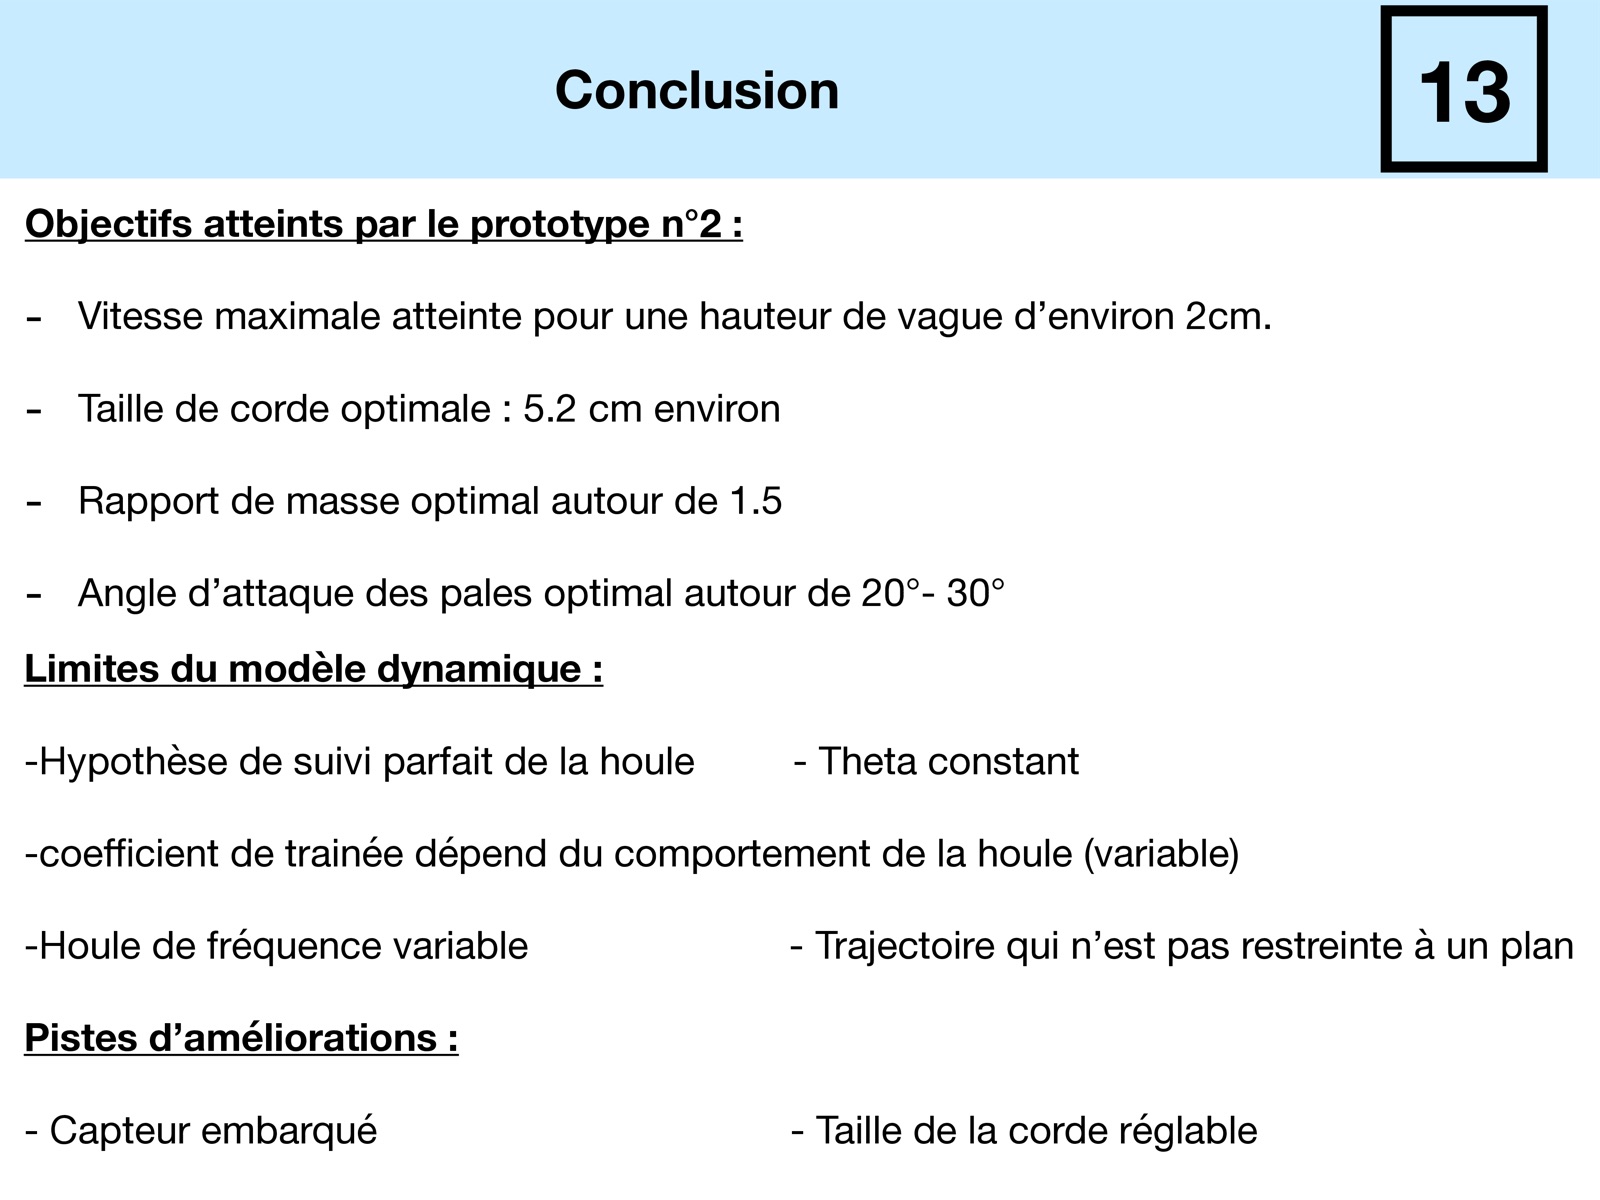 Conclusion
13
Objectifs atteints par le prototype n°2 :
- Vitesse maximale atteinte pour une hauteur de vague d’environ 2cm.
- Taille de corde optimale : 5.2 cm environ
- Rapport de masse optimal autour de 1.5
- Angle d’attaque des pales optimal autour de 20°- 30°
Limites du modèle dynamique :
-Hypothèse de suivi parfait de la houle - Theta constant
-coefficient de trainée dépend du comportement de la houle (variable)
-Houle de fréquence variable - Trajectoire qui n’est pas restreinte à un plan
Pistes d’améliorations :
- Capteur embarqué - Taille de la corde réglable